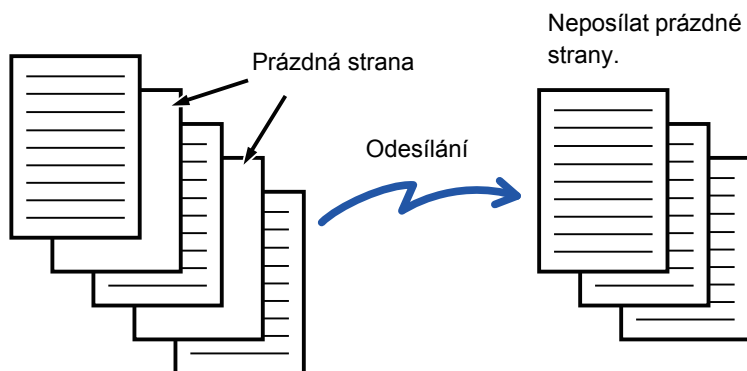 Neposílat prázdné
strany.
Prázdná strana
Odesílání